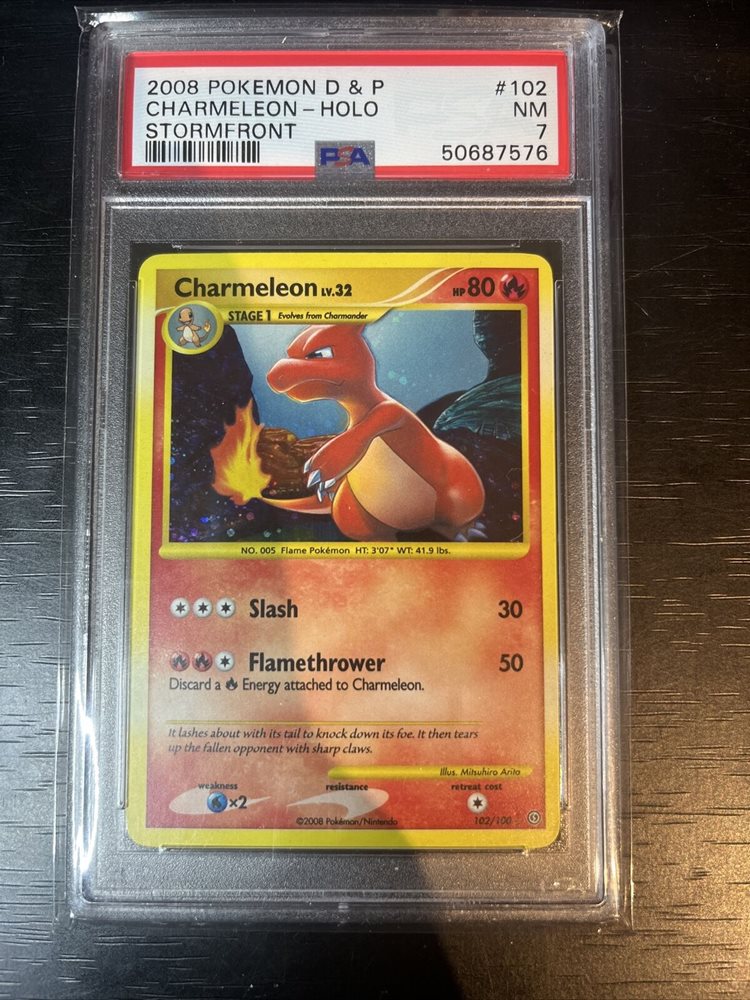 2008 POKEMON D & P #102
CHARMELEON - HOLO NM
STORMFRONT 7
PSA 50687576
Charmeleon LV.32 HP 80
STAGE 1 Evolves from Charmander
NO. 005 Flame Pokémon HT: 3'07" WT: 41.9 lbs.
Slash 30
Flamethrower 50
Discard a Energy attached to Charmeleon.
It lashes about with its tail to knock down its foe. It then tears
up the fallen opponent with sharp claws.
Illus. Mitsuhiro Arita
weakness resistance retreat cost
×2
©2008 Pokémon/Nintendo 102/100